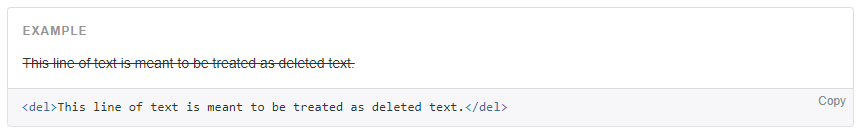 EXAMPLE
This line of text is meant to be treated as deleted text.
Copy
<del>This line of text is meant to be treated as deleted text.</del>